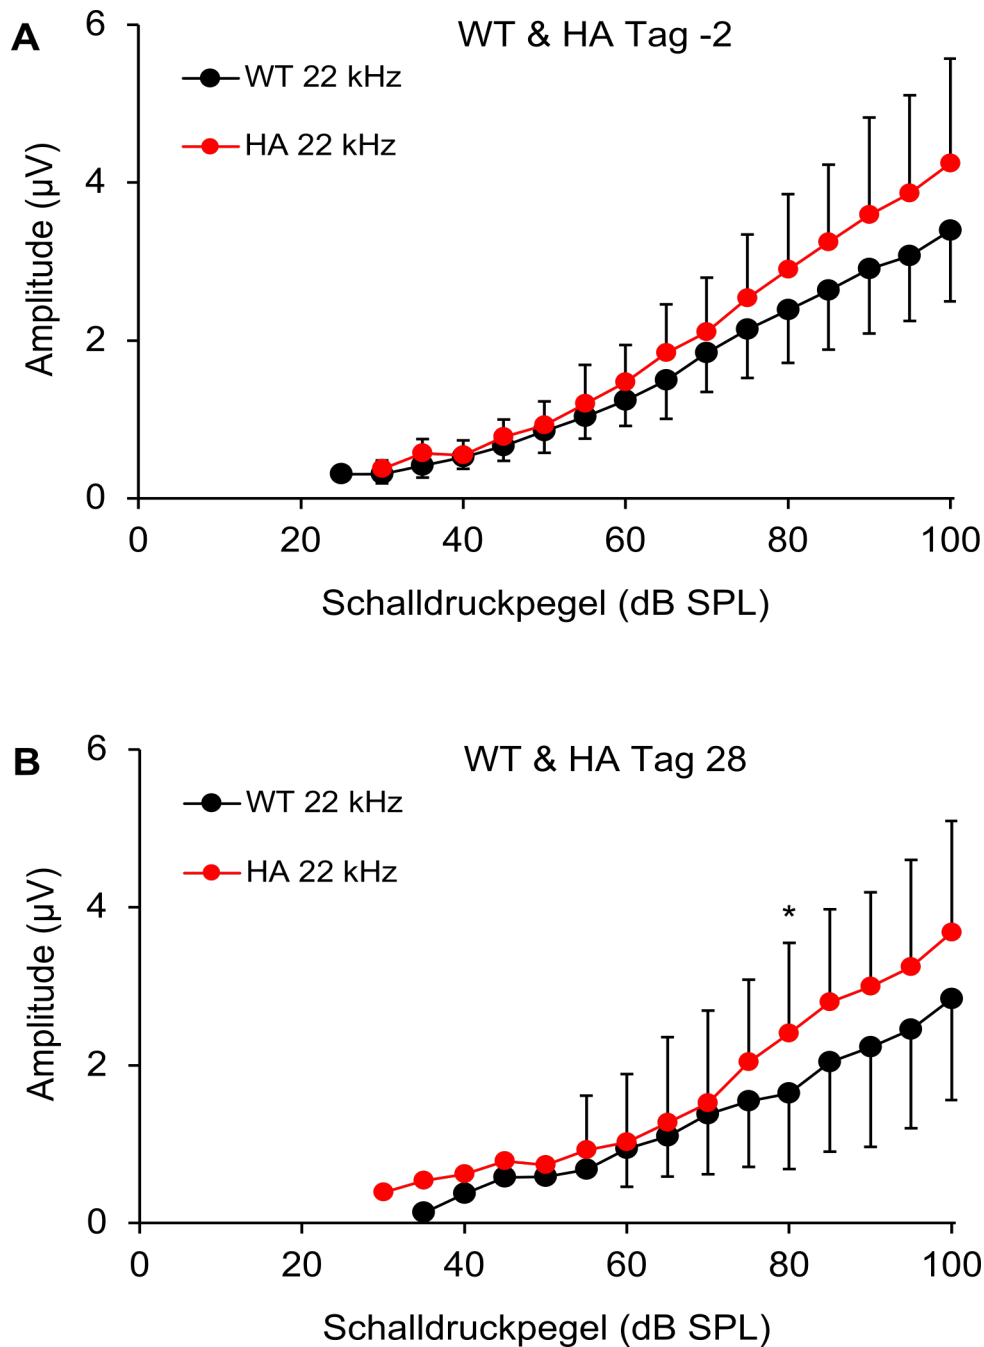 A
WT & HA Tag -2
WT 22 kHz
HA 22 kHz
Amplitude (µV)
6
4
2
0
0 20 40 60 80 100
Schalldruckpegel (dB SPL)
B
WT & HA Tag 28
WT 22 kHz
HA 22 kHz
*
Amplitude (µV)
6
4
2
0
0 20 40 60 80 100
Schalldruckpegel (dB SPL)